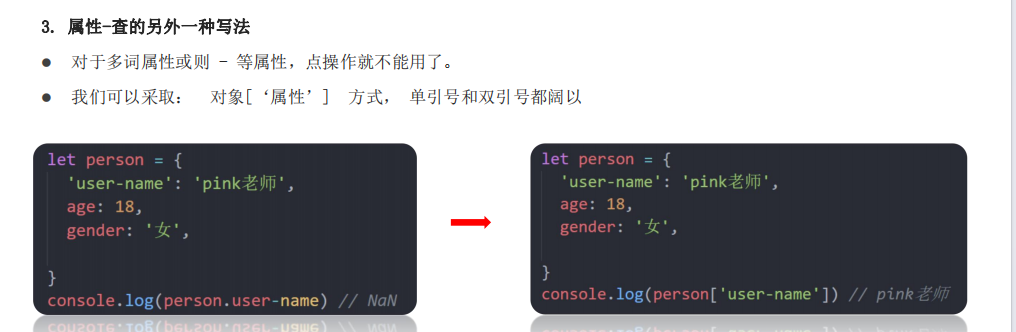 3. 属性-查的另外一种写法
● 对于多词属性或则 - 等属性，点操作就不能用了。
● 我们可以采取： 对象[‘属性’] 方式， 单引号和双引号都阔以
let person = {
'user-name': 'pink老师',
age: 18,
gender: '女',
}
console.log(person.user-name) // NaN
let person = {
'user-name': 'pink老师',
age: 18,
gender: '女',
}
console.log(person['user-name']) // pink老师